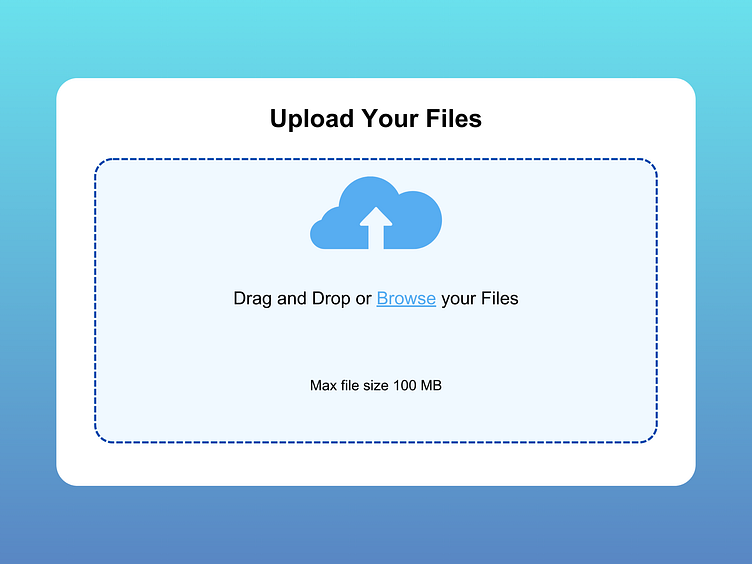 Upload Your Files
Drag and Drop or Browse your Files
Max file size 100 MB